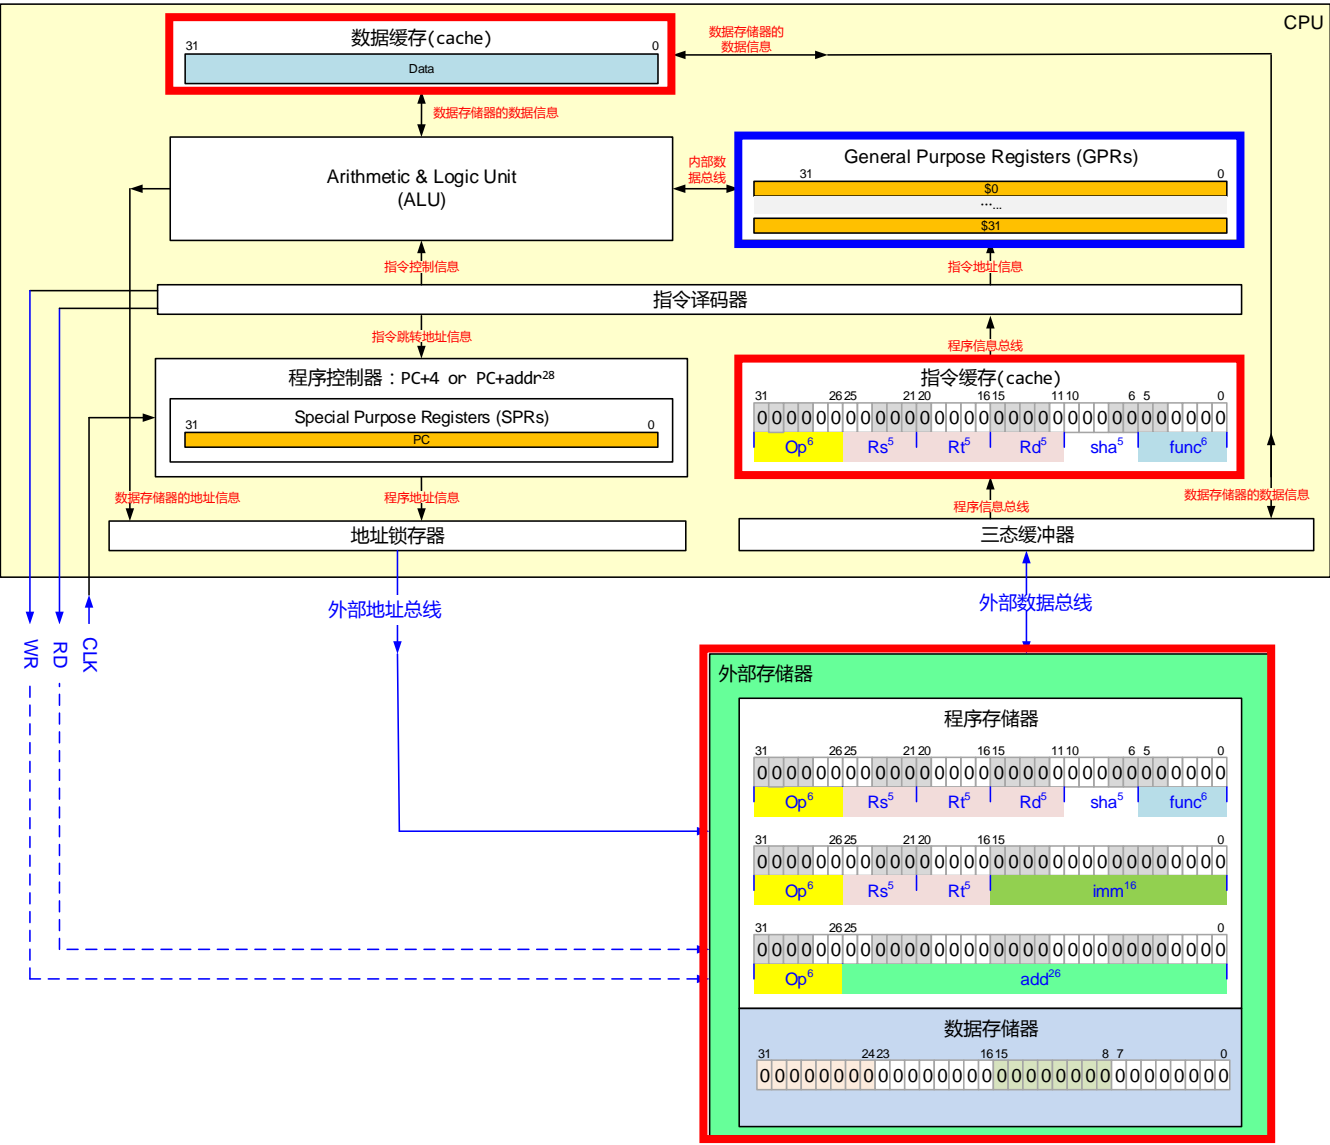 CPU
数据缓存(cache)
31 0
Data
数据存储器的
数据信息
数据存储器的数据信息
Arithmetic & Logic Unit
(ALU)
内部数
据总线
General Purpose Registers (GPRs)
31 0
$0
……
$31
指令控制信息
指令地址信息
指令译码器
指令跳转地址信息
程序信息总线
程序控制器：PC+4 or PC+addr28
Special Purpose Registers (SPRs)
31 0
PC
指令缓存(cache)
31 26 25 21 20 16 15 11 10 6 5 0
00000000000000000000000000000000
Op6 Rs5 Rt5 Rd5 sha5 func6
数据存储器的地址信息
程序地址信息
程序信息总线
数据存储器的数据信息
地址锁存器
三态缓冲器
外部地址总线
外部数据总线
WR
RD
CLK
外部存储器
程序存储器
31 26 25 21 20 16 15 11 10 6 5 0
00000000000000000000000000000000
Op6 Rs5 Rt5 Rd5 sha5 func6
31 26 25 21 20 16 15 0
00000000000000000000000000000000
Op6 Rs5 Rt5 imm16
31 26 25 0
00000000000000000000000000000000
Op6 add26
数据存储器
31 24 23 16 15 8 7 0
00000000000000000000000000000000